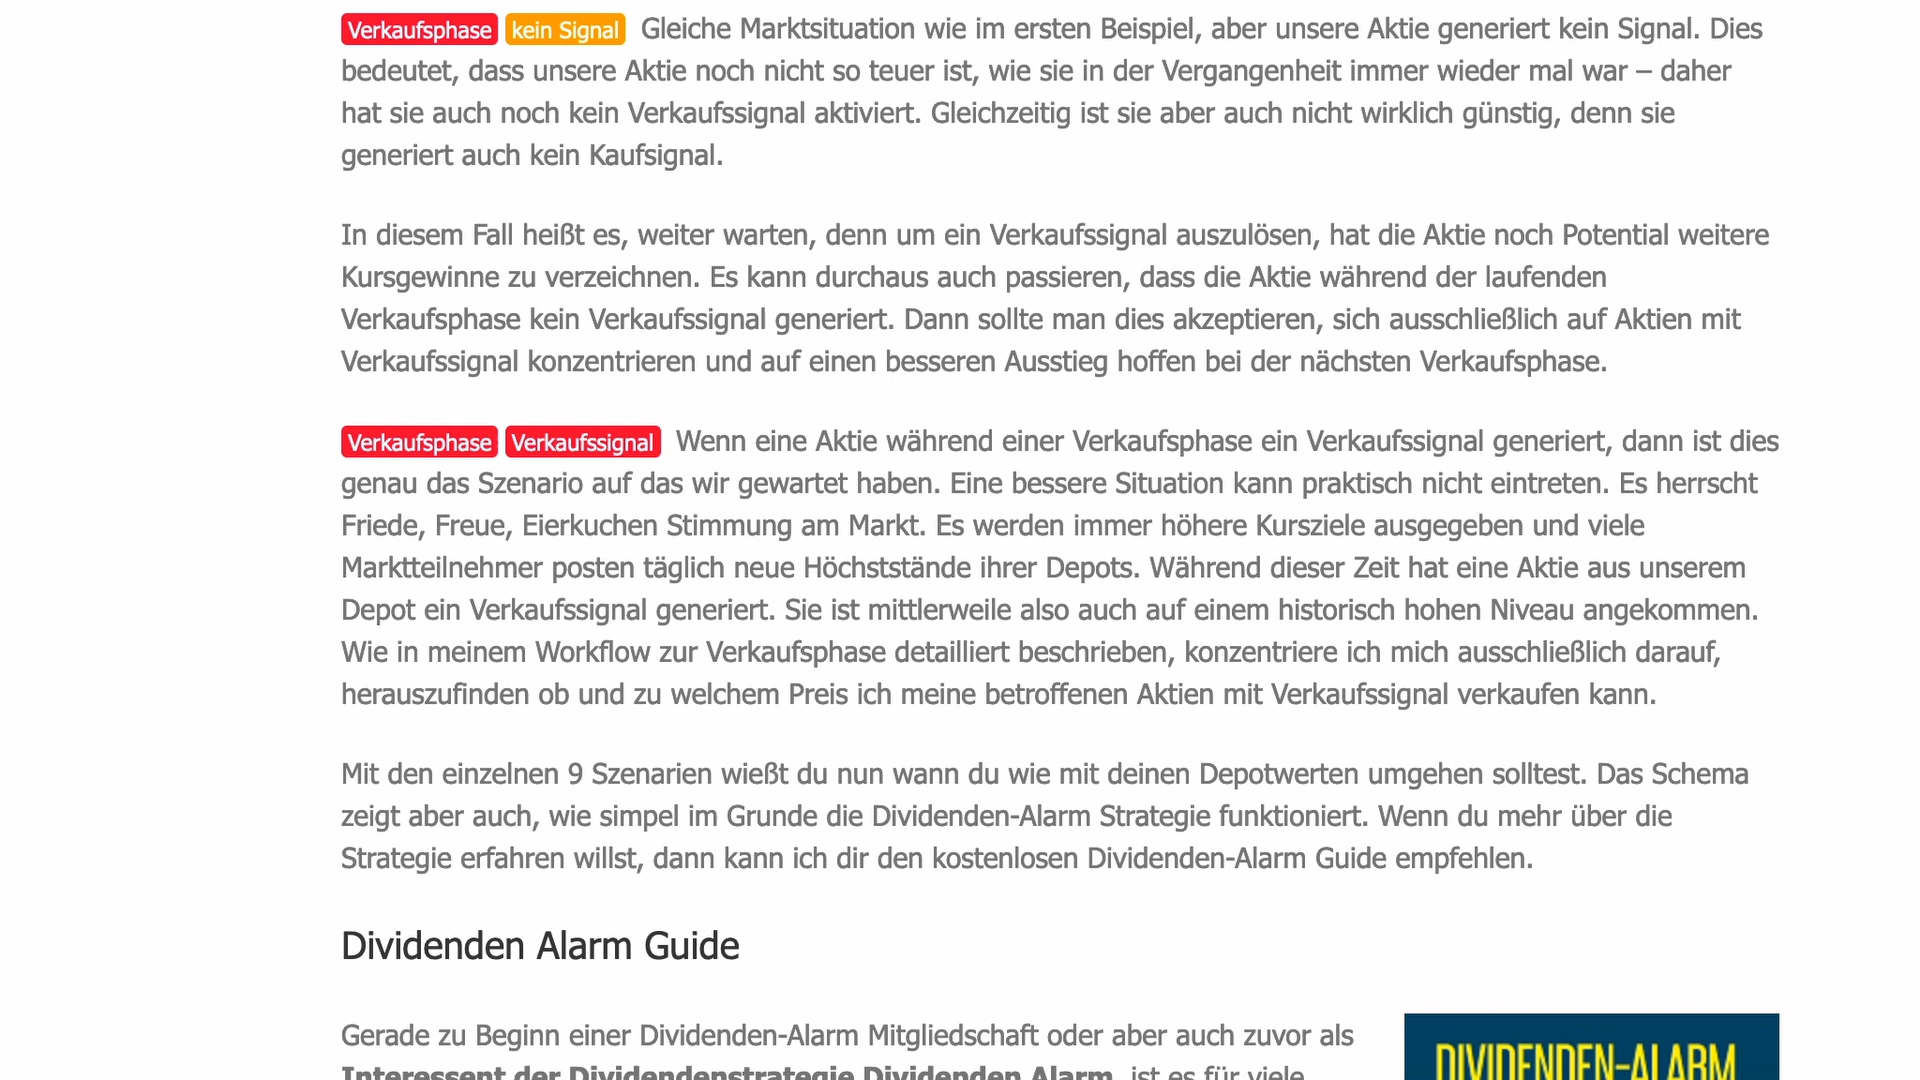 Verkaufsphase kein Signal Gleiche Marktsituation wie im ersten Beispiel, aber unsere Aktie generiert kein Signal. Dies
bedeutet, dass unsere Aktie noch nicht so teuer ist, wie sie in der Vergangenheit immer wieder mal war – daher
hat sie auch noch kein Verkaufssignal aktiviert. Gleichzeitig ist sie aber auch nicht wirklich günstig, denn sie
generiert auch kein Kaufsignal.
In diesem Fall heißt es, weiter warten, denn um ein Verkaufssignal auszulösen, hat die Aktie noch Potential weitere
Kursgewinne zu verzeichnen. Es kann durchaus auch passieren, dass die Aktie während der laufenden
Verkaufsphase kein Verkaufssignal generiert. Dann sollte man dies akzeptieren, sich ausschließlich auf Aktien mit
Verkaufssignal konzentrieren und auf einen besseren Ausstieg hoffen bei der nächsten Verkaufsphase.
Verkaufsphase Verkaufssignal Wenn eine Aktie während einer Verkaufsphase ein Verkaufssignal generiert, dann ist dies
genau das Szenario auf das wir gewartet haben. Eine bessere Situation kann praktisch nicht eintreten. Es herrscht
Friede, Freue, Eierkuchen Stimmung am Markt. Es werden immer höhere Kursziele ausgegeben und viele
Marktteilnehmer posten täglich neue Höchststände ihrer Depots. Während dieser Zeit hat eine Aktie aus unserem
Depot ein Verkaufssignal generiert. Sie ist mittlerweile also auch auf einem historisch hohen Niveau angekommen.
Wie in meinem Workflow zur Verkaufsphase detailliert beschrieben, konzentriere ich mich ausschließlich darauf,
herauszufinden ob und zu welchem Preis ich meine betroffenen Aktien mit Verkaufssignal verkaufen kann.
Mit den einzelnen 9 Szenarien wießt du nun wann du wie mit deinen Depotwerten umgehen solltest. Das Schema
zeigt aber auch, wie simpel im Grunde die Dividenden-Alarm Strategie funktioniert. Wenn du mehr über die
Strategie erfahren willst, dann kann ich dir den kostenlosen Dividenden-Alarm Guide empfehlen.
Dividenden Alarm Guide
Gerade zu Beginn einer Dividenden-Alarm Mitgliedschaft oder aber auch zuvor als
Interessent der Dividendenstrategie Dividenden Alarm, ist es für viele
DIVIDENDEN-ALARM